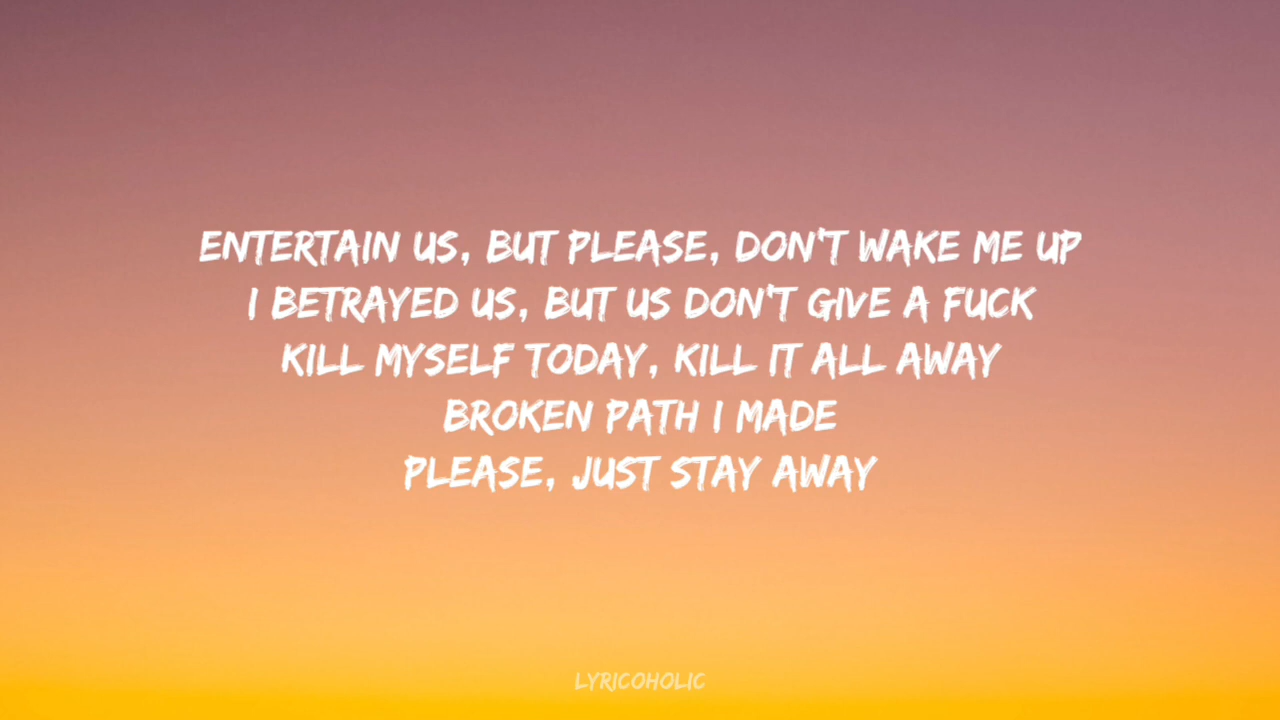 ENTERTAIN US, BUT PLEASE, DON'T WAKE ME UP
I BETRAYED US, BUT US DON'T GIVE A FUCK
KILL MYSELF TODAY, KILL IT ALL AWAY
BROKEN PATH I MADE
PLEASE, JUST STAY AWAY
LYRICOHOLIC